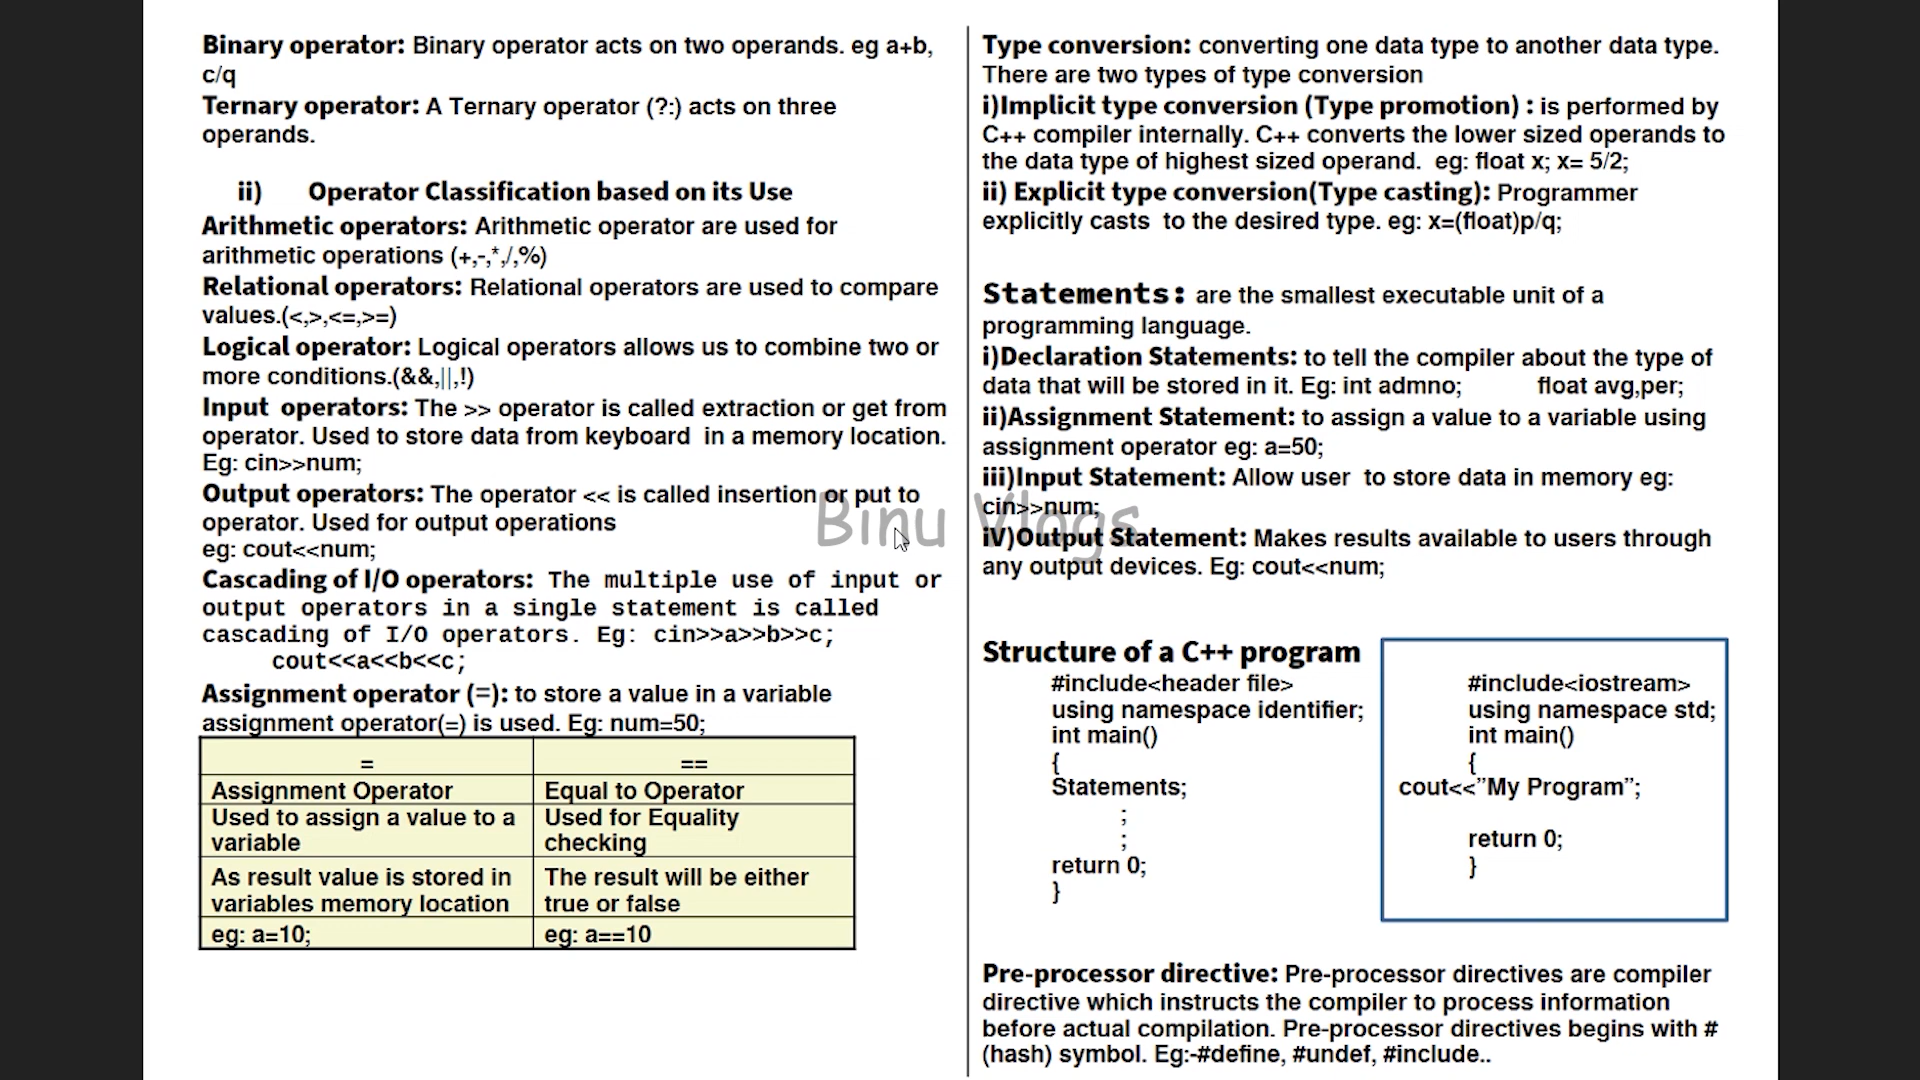 Binary operator: Binary operator acts on two operands. eg a+b,
c/q
Ternary operator: A Ternary operator (?:) acts on three
operands.
ii) Operator Classification based on its Use
Arithmetic operators: Arithmetic operator are used for
arithmetic operations (+,-,*,/,%)
Relational operators: Relational operators are used to compare
values.(<,>,<=,>=)
Logical operator: Logical operators allows us to combine two or
more conditions.(&&,||,!)
Input operators: The >> operator is called extraction or get from
operator. Used to store data from keyboard in a memory location.
Eg: cin>>num;
Output operators: The operator << is called insertion or put to
operator. Used for output operations
eg: cout<<num;
Cascading of I/O operators: The multiple use of input or
output operators in a single statement is called
cascading of I/O operators. Eg: cin>>a>>b>>c;
cout<<a<<b<<c;
Assignment operator (=): to store a value in a variable
assignment operator(=) is used. Eg: num=50;
= ==
Assignment Operator Equal to Operator
Used to assign a value to a Used for Equality
variable checking
As result value is stored in The result will be either
variables memory location true or false
eg: a=10; eg: a==10
Binu Vlogs
Type conversion: converting one data type to another data type.
There are two types of type conversion
i)Implicit type conversion (Type promotion) : is performed by
C++ compiler internally. C++ converts the lower sized operands to
the data type of highest sized operand. eg: float x; x= 5/2;
ii) Explicit type conversion(Type casting): Programmer
explicitly casts to the desired type. eg: x=(float)p/q;
Statements: are the smallest executable unit of a
programming language.
i)Declaration Statements: to tell the compiler about the type of
data that will be stored in it. Eg: int admno; float avg,per;
ii)Assignment Statement: to assign a value to a variable using
assignment operator eg: a=50;
iii)Input Statement: Allow user to store data in memory eg:
cin>>num;
iV)Output Statement: Makes results available to users through
any output devices. Eg: cout<<num;
Structure of a C++ program
#include<header file>
using namespace identifier;
int main()
{
Statements;
;
;
return 0;
}
#include<iostream>
using namespace std;
int main()
{
cout<<”My Program”;
return 0;
}
Pre-processor directive: Pre-processor directives are compiler
directive which instructs the compiler to process information
before actual compilation. Pre-processor directives begins with #
(hash) symbol. Eg:-#define, #undef, #include..